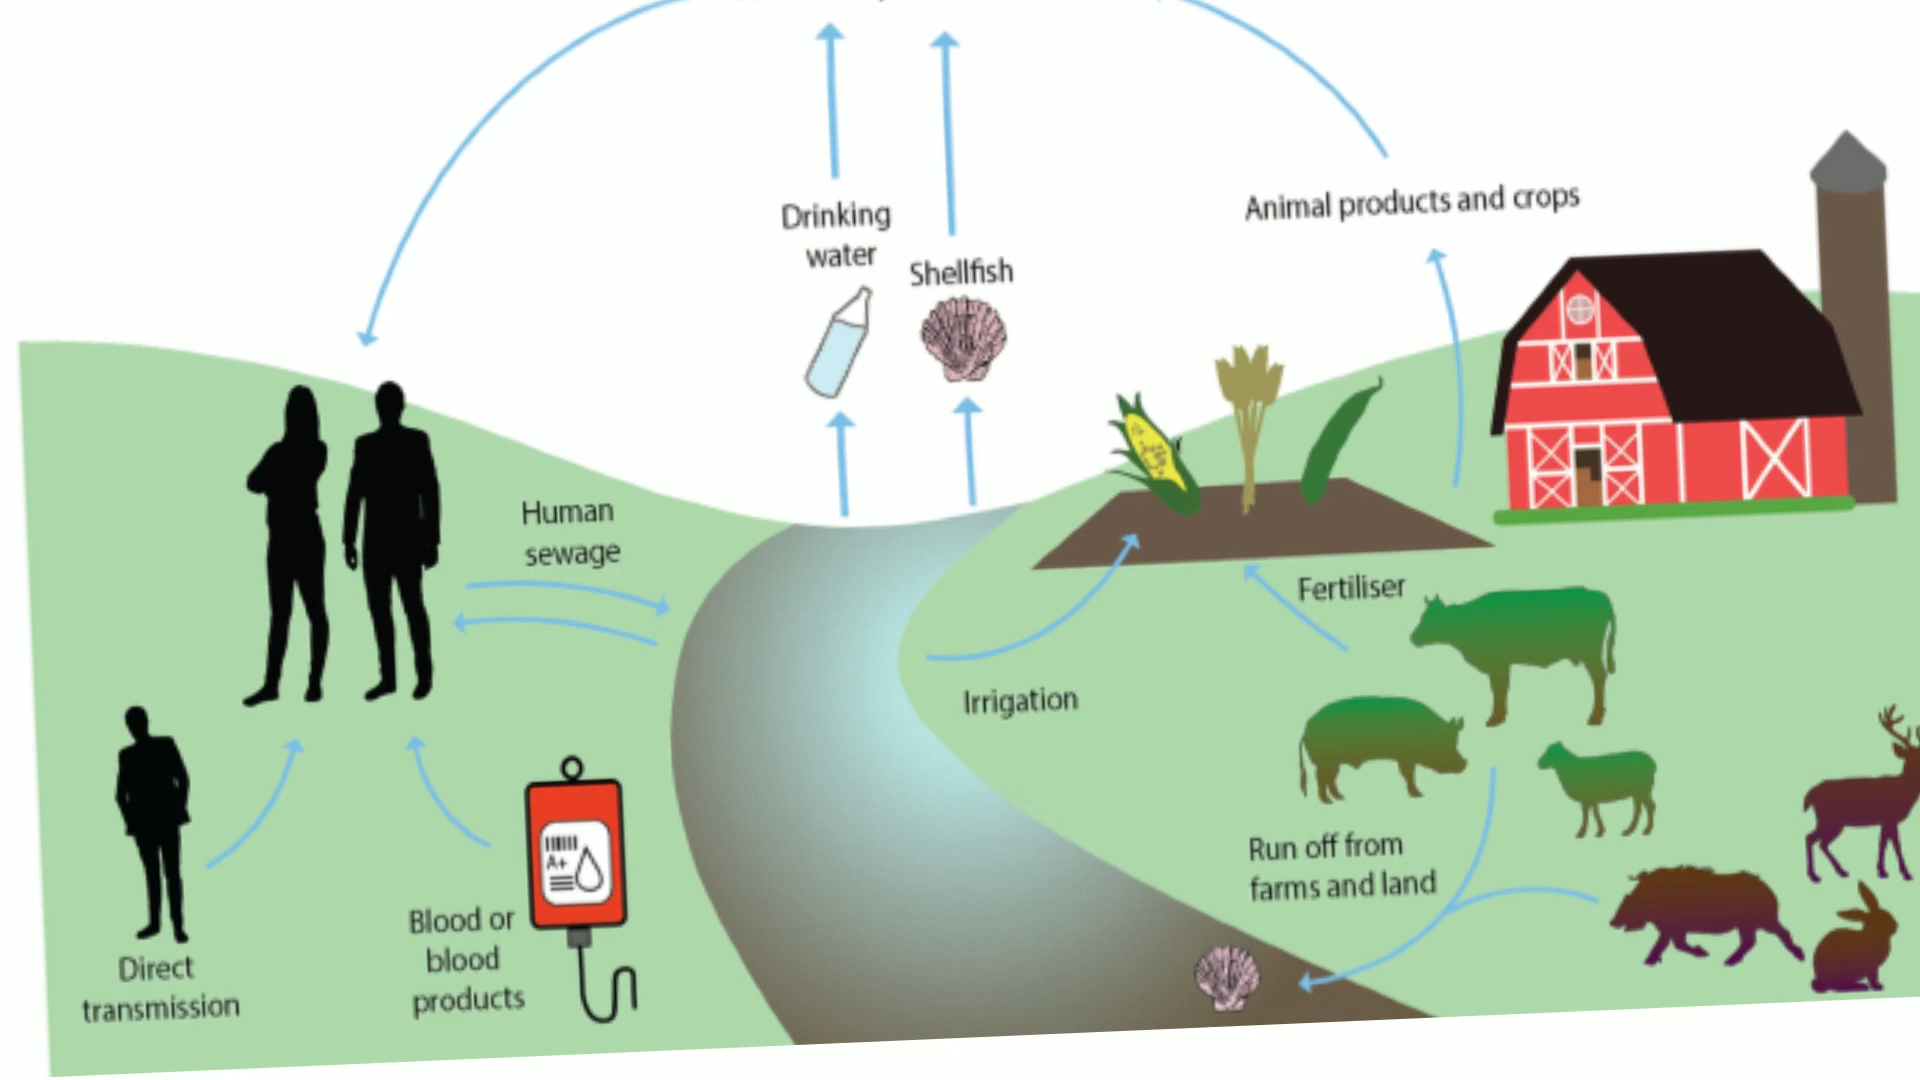 Drinking
water
Shellfish
Animal products and crops
Human
sewage
Fertiliser
Irrigation
A+
Run off from
farms and land
Blood or
blood
products
Direct
transmission